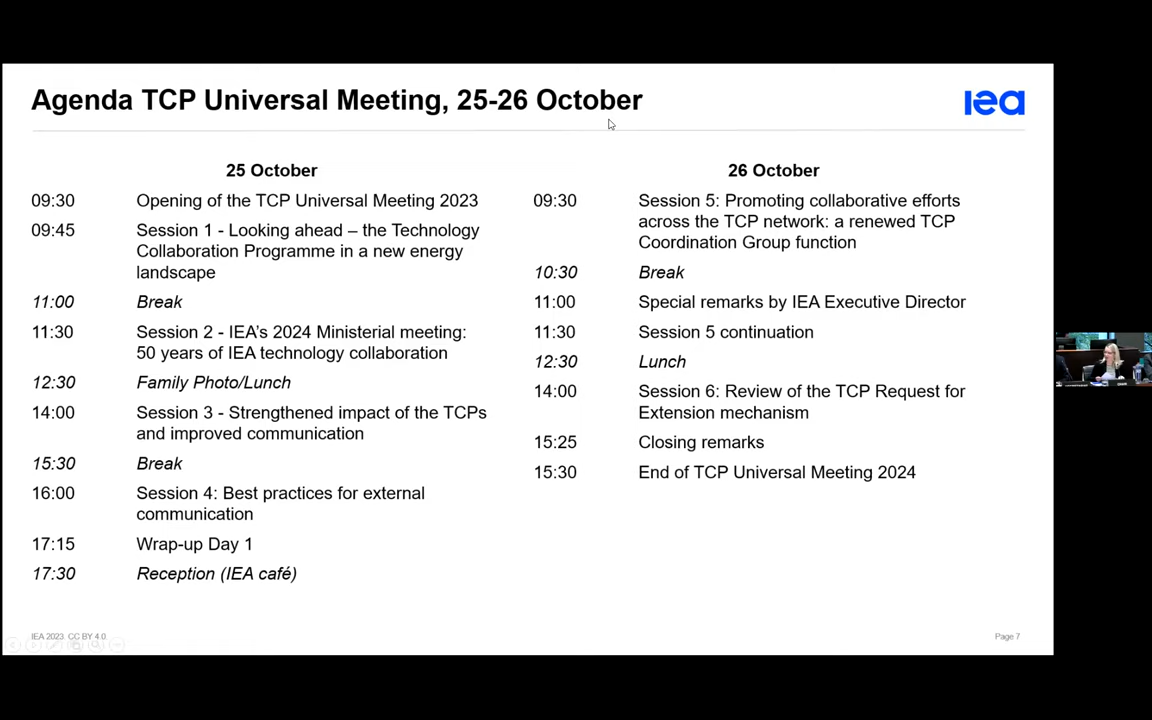 Agenda TCP Universal Meeting, 25-26 October
iea
25 October
09:30 Opening of the TCP Universal Meeting 2023
09:45 Session 1 - Looking ahead – the Technology
Collaboration Programme in a new energy
landscape
11:00 Break
11:30 Session 2 - IEA’s 2024 Ministerial meeting:
50 years of IEA technology collaboration
12:30 Family Photo/Lunch
14:00 Session 3 - Strengthened impact of the TCPs
and improved communication
15:30 Break
16:00 Session 4: Best practices for external
communication
17:15 Wrap-up Day 1
17:30 Reception (IEA café)
26 October
09:30 Session 5: Promoting collaborative efforts
across the TCP network: a renewed TCP
Coordination Group function
10:30 Break
11:00 Special remarks by IEA Executive Director
11:30 Session 5 continuation
12:30 Lunch
14:00 Session 6: Review of the TCP Request for
Extension mechanism
15:25 Closing remarks
15:30 End of TCP Universal Meeting 2024
IEA 2023. CC BY 4.0.
Page 7